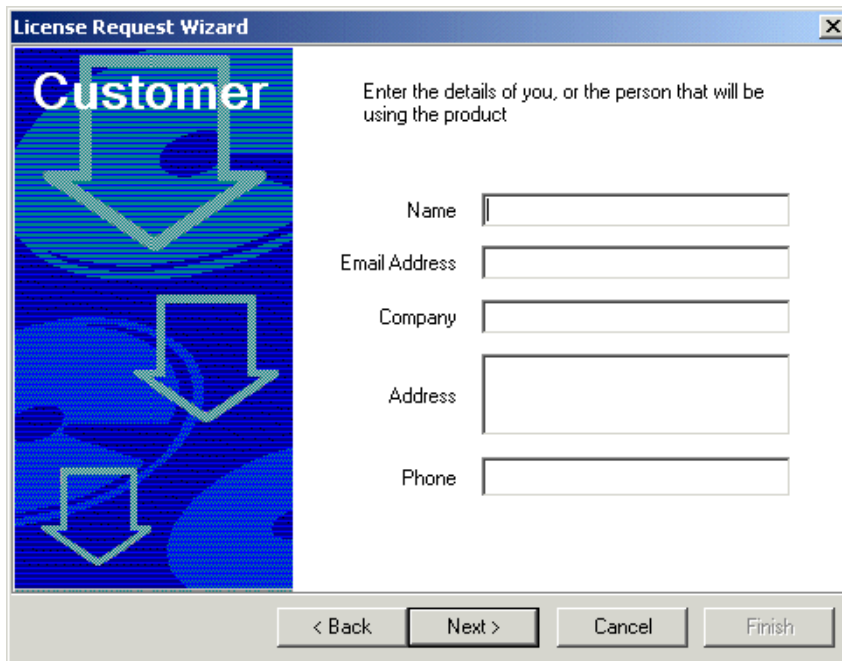 License Request Wizard
Customer
Enter the details of you, or the person that will be
using the product
Name
Email Address
Company
Address
Phone
< Back
Next >
Cancel
Finish